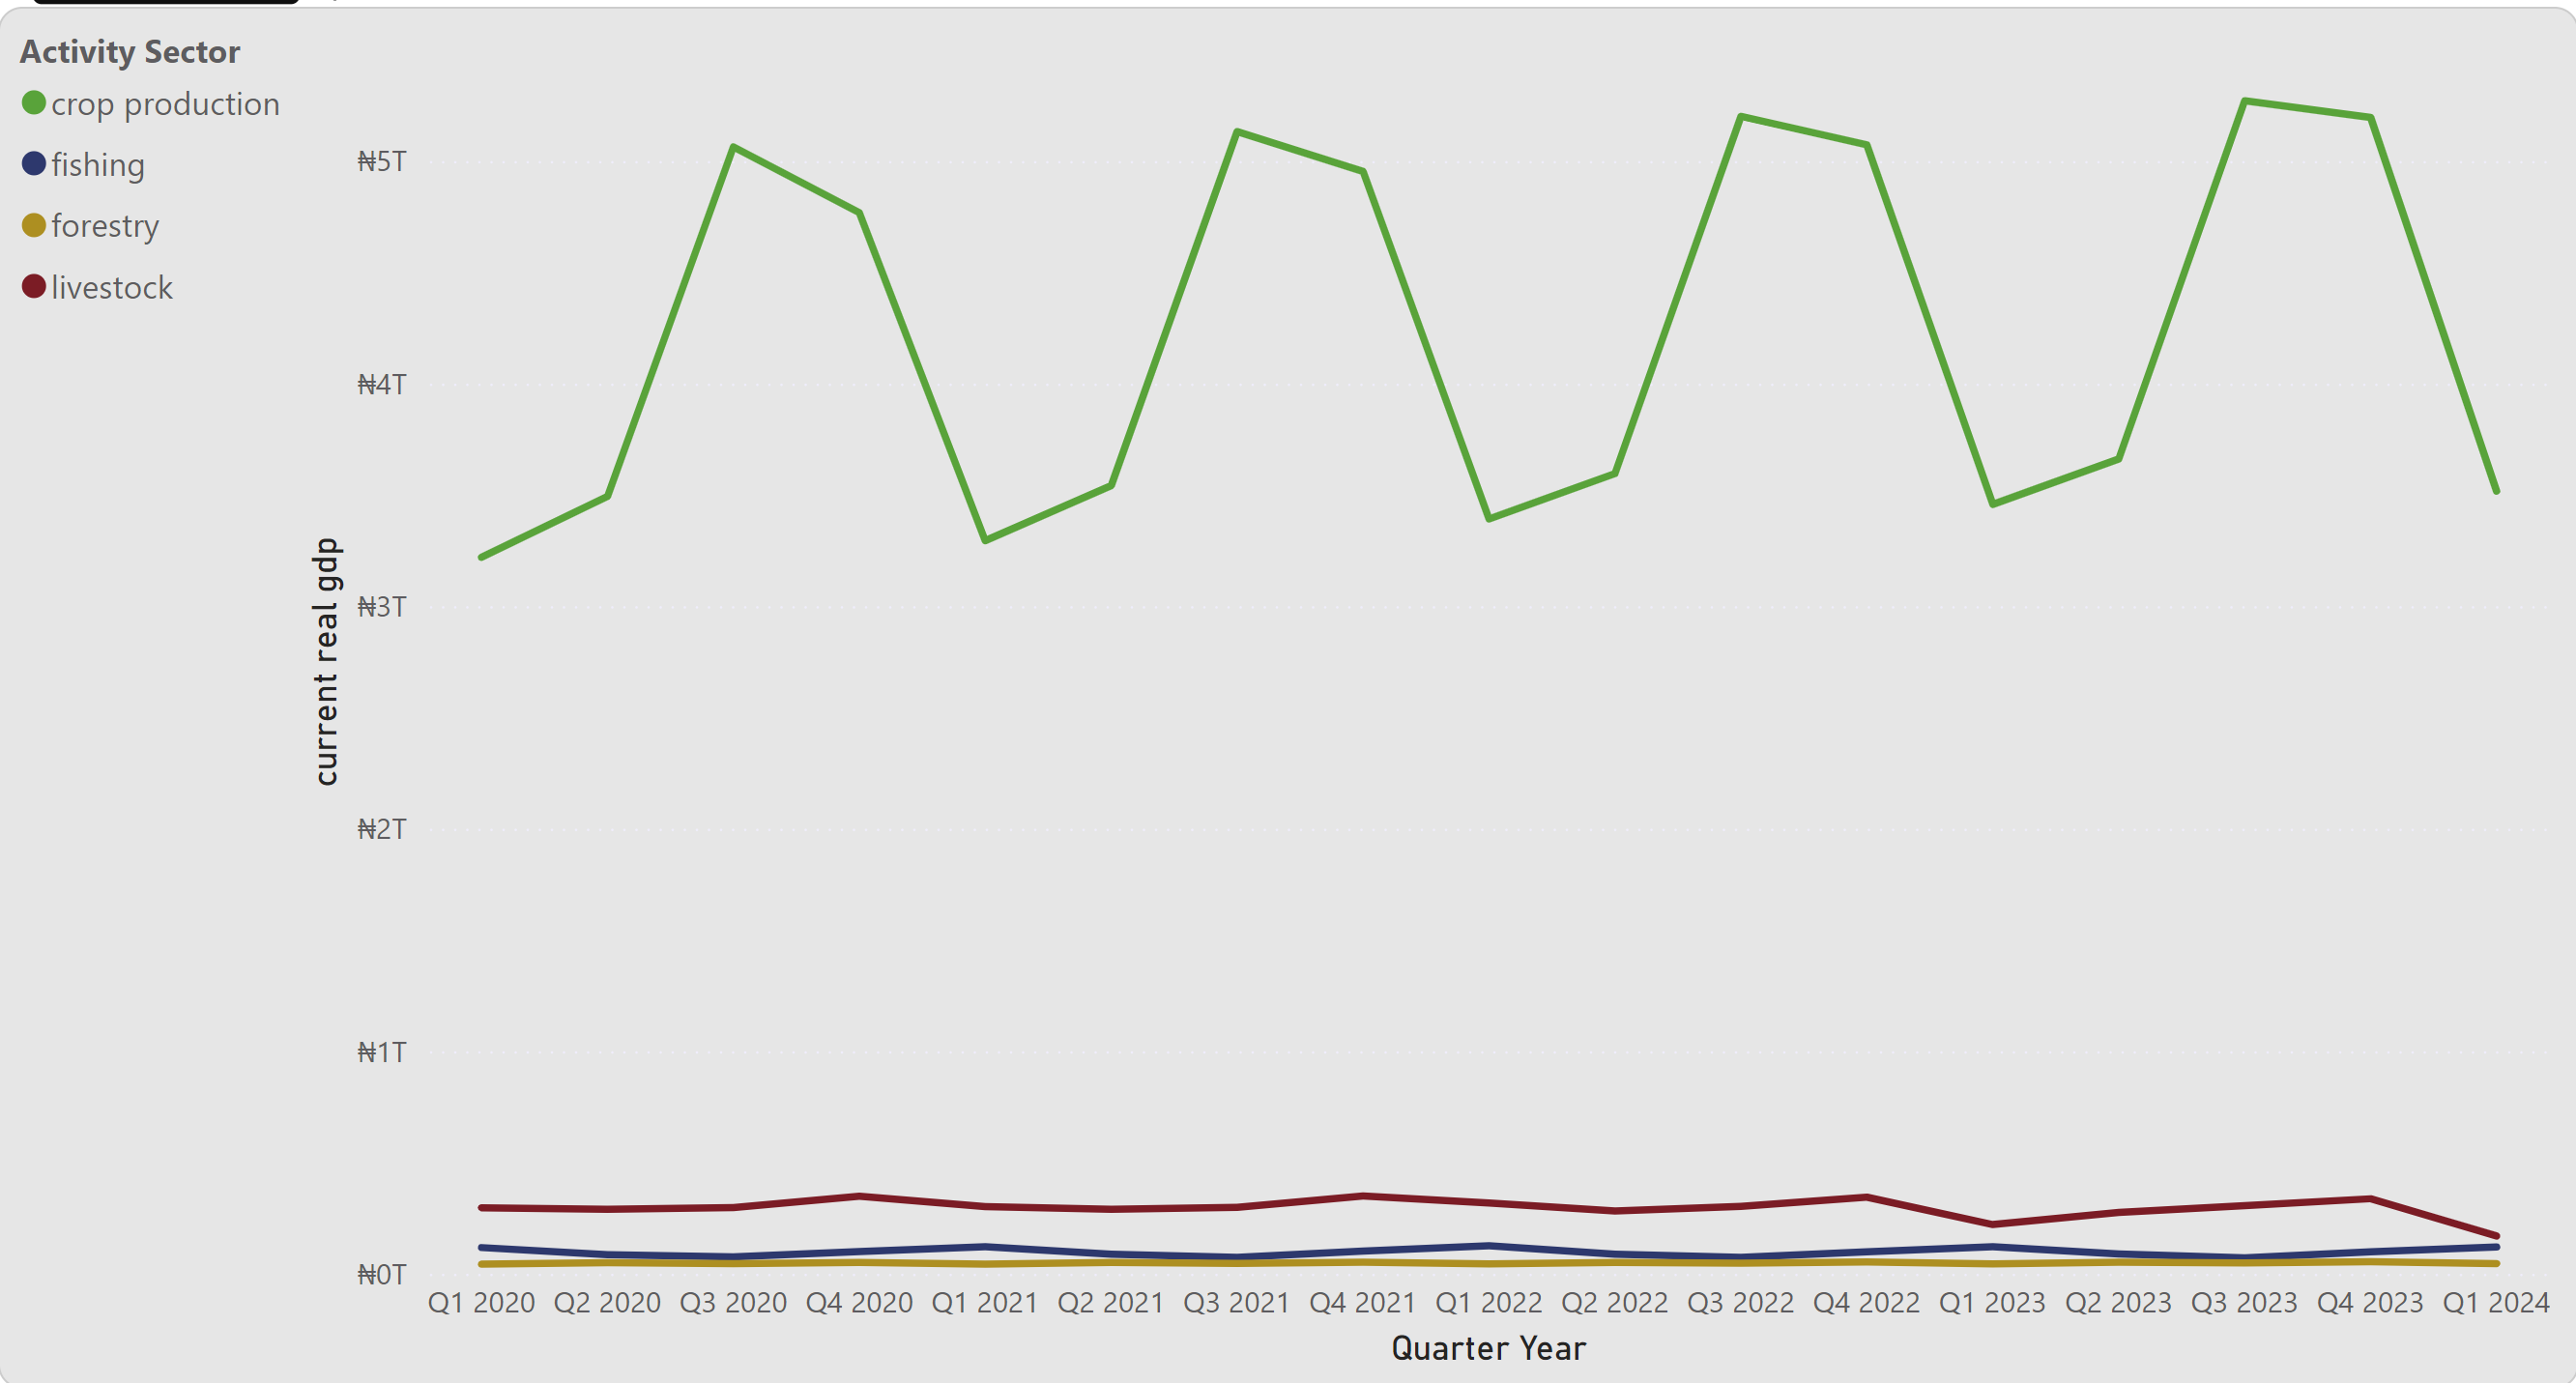 Activity Sector
crop production
fishing
forestry
livestock
₦5T
₦4T
₦3T
₦2T
₦1T
₦0T
current real gdp
Q1 2020 Q2 2020 Q3 2020 Q4 2020 Q1 2021 Q2 2021 Q3 2021 Q4 2021 Q1 2022 Q2 2022 Q3 2022 Q4 2022 Q1 2023 Q2 2023 Q3 2023 Q4 2023 Q1 2024
Quarter Year